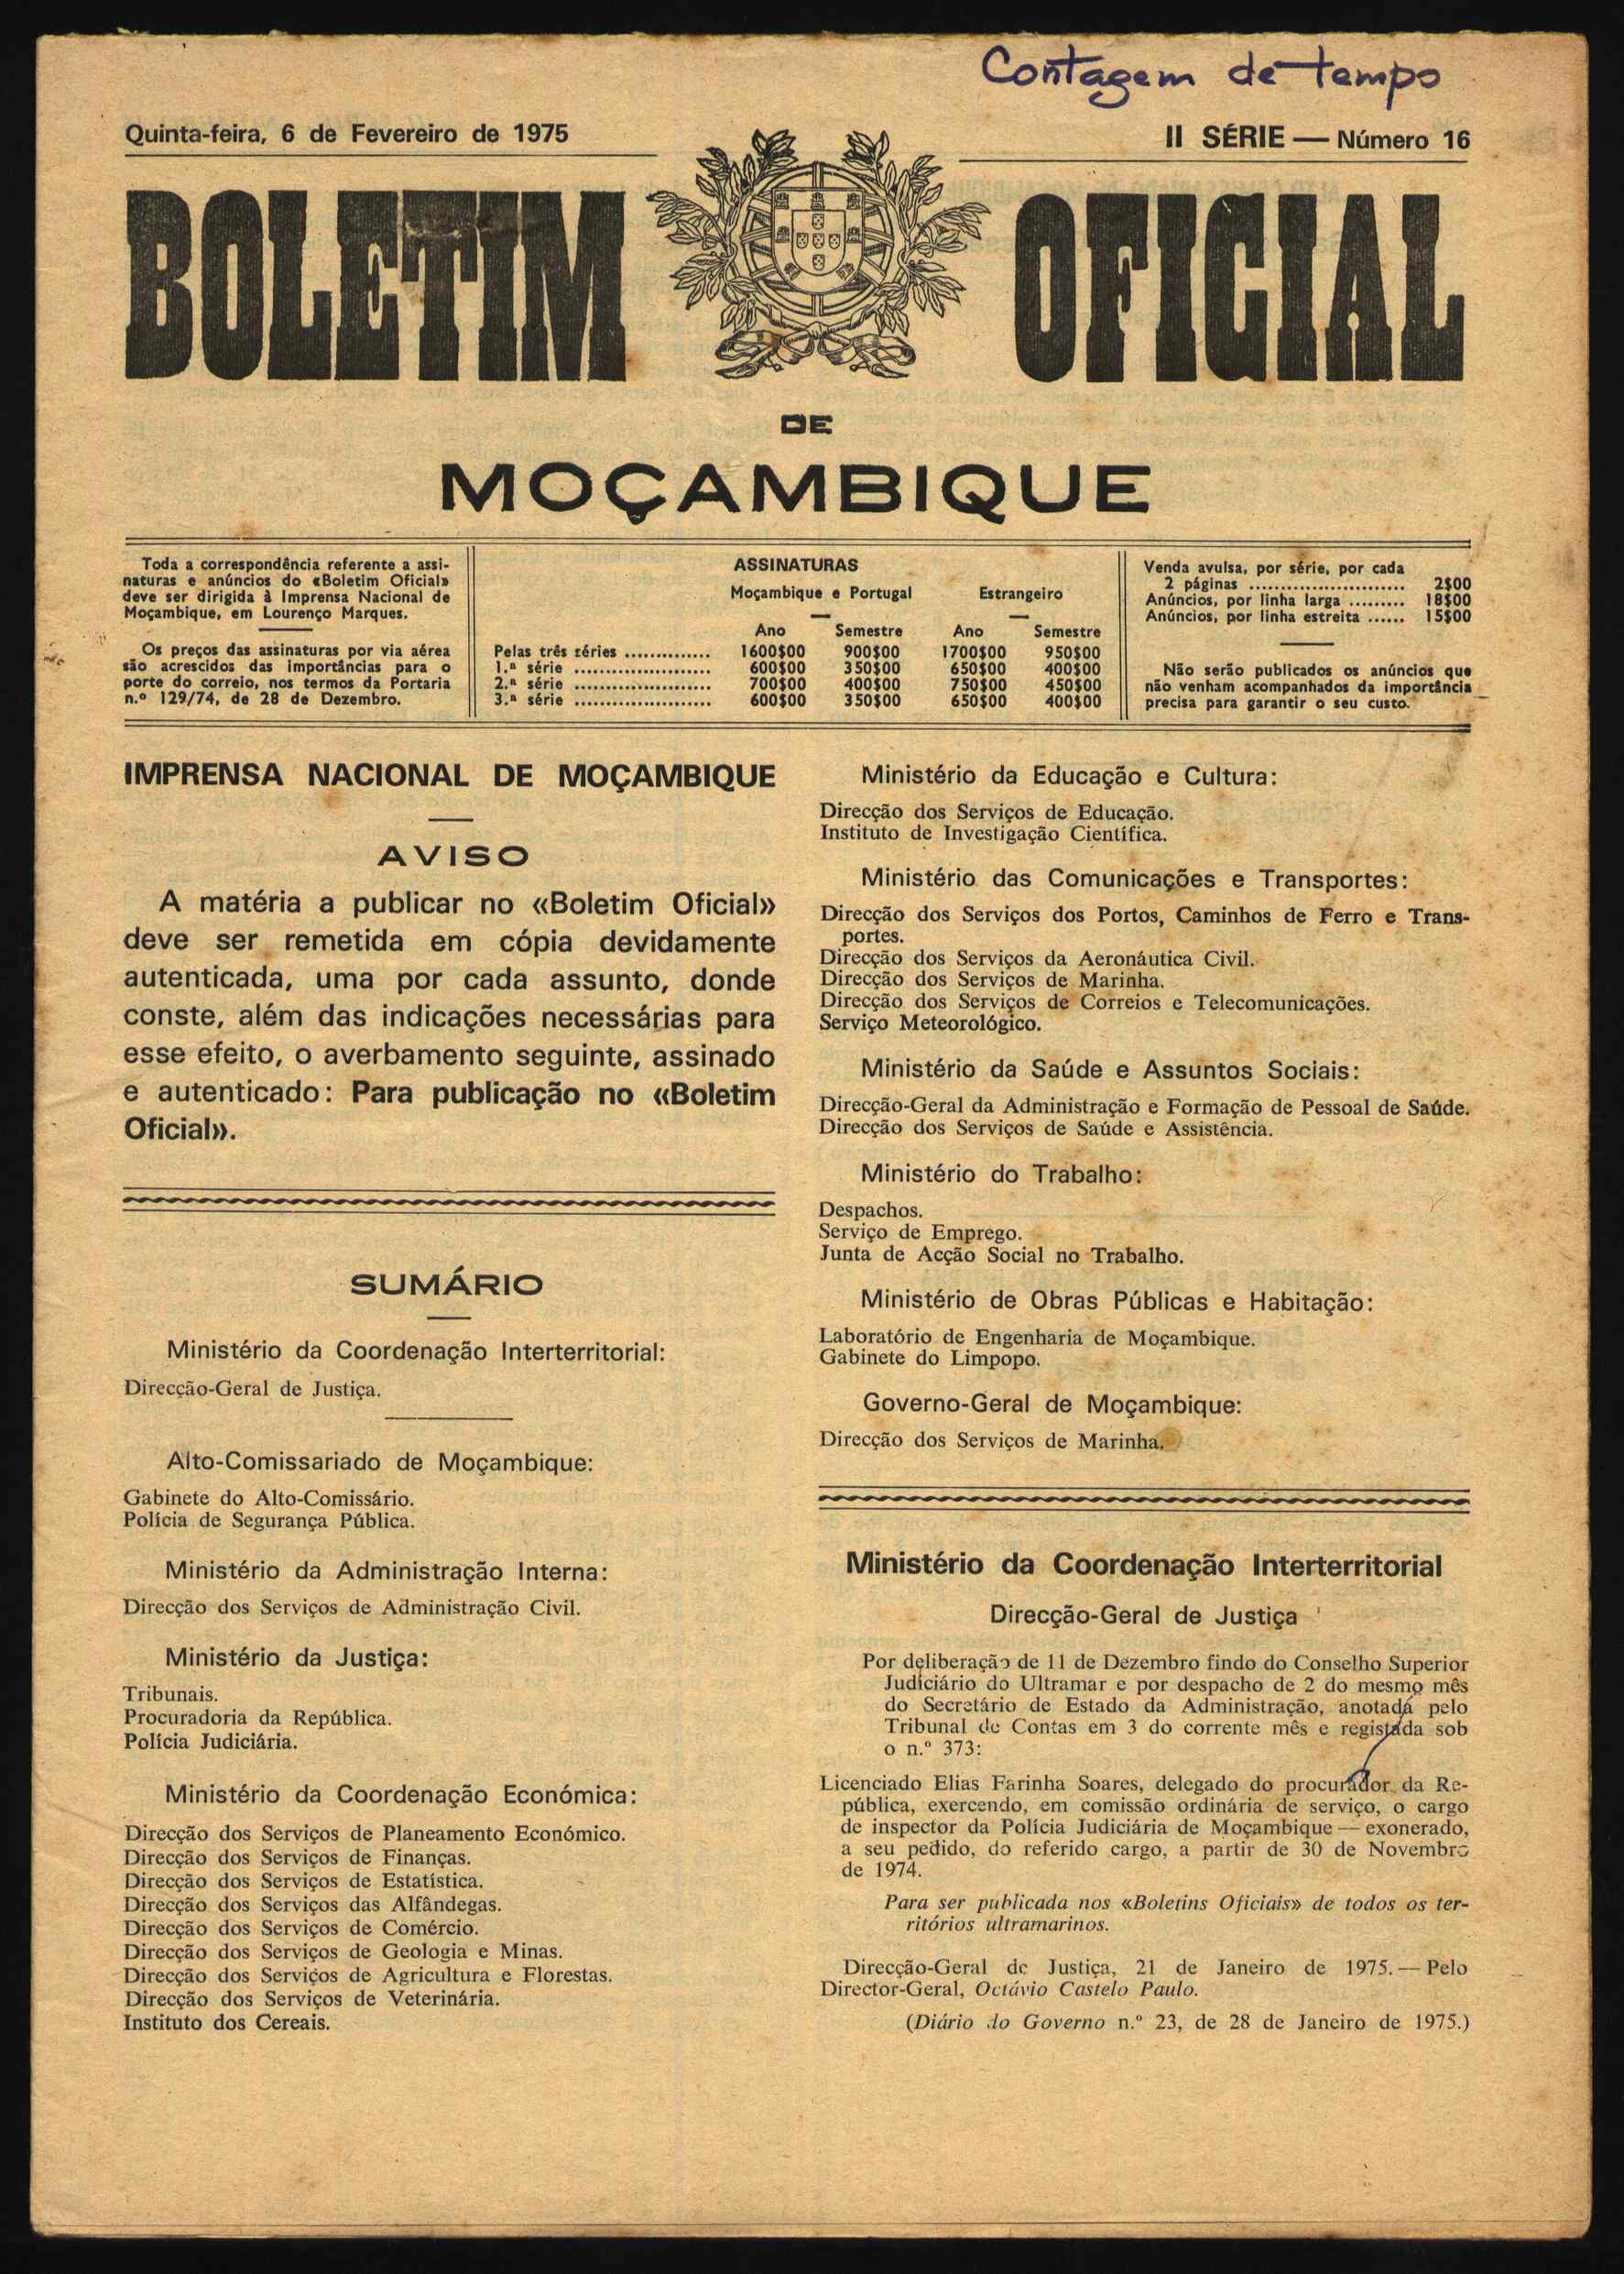 Contagem de tempo
Quinta-feira, 6 de Fevereiro de 1975
II SÉRIE — Número 16
BOLETIM OFICIAL
DE
MOÇAMBIQUE
Toda a correspondência referente a assi-
naturas e anúncios do «Boletim Oficial»
deve ser dirigida à Imprensa Nacional de
Moçambique, em Lourenço Marques.
Os preços das assinaturas por via aérea
são acrescidos das importâncias para o
porte do correio, nos termos da Portaria
n.º 129/74, de 28 de Dezembro.
ASSINATURAS
Moçambique e Portugal Estrangeiro
Ano Semestre Ano Semestre
Pelas três séries .............. 1600$00 900$00 1700$00 950$00
1.ª série ...................... 600$00 350$00 650$00 400$00
2.ª série ...................... 700$00 400$00 750$00 450$00
3.ª série ...................... 600$00 350$00 650$00 400$00
Venda avulsa, por série, por cada
2 páginas ......................... 2$00
Anúncios, por linha larga ......... 18$00
Anúncios, por linha estreita ...... 15$00
Não serão publicados os anúncios que
não venham acompanhados da importância
precisa para garantir o seu custo.
IMPRENSA NACIONAL DE MOÇAMBIQUE
AVISO
A matéria a publicar no «Boletim Oficial»
deve ser remetida em cópia devidamente
autenticada, uma por cada assunto, donde
conste, além das indicações necessárias para
esse efeito, o averbamento seguinte, assinado
e autenticado: Para publicação no «Boletim
Oficial».
SUMÁRIO
Ministério da Coordenação Interterritorial:
Direcção-Geral de Justiça.
Alto-Comissariado de Moçambique:
Gabinete do Alto-Comissário.
Polícia de Segurança Pública.
Ministério da Administração Interna:
Direcção dos Serviços de Administração Civil.
Ministério da Justiça:
Tribunais.
Procuradoria da República.
Polícia Judiciária.
Ministério da Coordenação Económica:
Direcção dos Serviços de Planeamento Económico.
Direcção dos Serviços de Finanças.
Direcção dos Serviços de Estatística.
Direcção dos Serviços das Alfândegas.
Direcção dos Serviços de Comércio.
Direcção dos Serviços de Geologia e Minas.
Direcção dos Serviços de Agricultura e Florestas.
Direcção dos Serviços de Veterinária.
Instituto dos Cereais.
Ministério da Educação e Cultura:
Direcção dos Serviços de Educação.
Instituto de Investigação Científica.
Ministério das Comunicações e Transportes:
Direcção dos Serviços dos Portos, Caminhos de Ferro e Trans-
portes.
Direcção dos Serviços da Aeronáutica Civil.
Direcção dos Serviços de Marinha.
Direcção dos Serviços de Correios e Telecomunicações.
Serviço Meteorológico.
Ministério da Saúde e Assuntos Sociais:
Direcção-Geral da Administração e Formação de Pessoal de Saúde.
Direcção dos Serviços de Saúde e Assistência.
Ministério do Trabalho:
Despachos.
Serviço de Emprego.
Junta de Acção Social no Trabalho.
Ministério de Obras Públicas e Habitação:
Laboratório de Engenharia de Moçambique.
Gabinete do Limpopo.
Governo-Geral de Moçambique:
Direcção dos Serviços de Marinha.
Ministério da Coordenação Interterritorial
Direcção-Geral de Justiça
Por deliberação de 11 de Dezembro findo do Conselho Superior
Judiciário do Ultramar e por despacho de 2 do mesmo mês
do Secretário de Estado da Administração, anotada pelo
Tribunal de Contas em 3 do corrente mês e registada sob
o n.º 373:
Licenciado Elias Farinha Soares, delegado do procurador da Re-
pública, exercendo, em comissão ordinária de serviço, o cargo
de inspector da Polícia Judiciária de Moçambique — exonerado,
a seu pedido, do referido cargo, a partir de 30 de Novembro
de 1974.
Para ser publicada nos «Boletins Oficiais» de todos os ter-
ritórios ultramarinos.
Direcção-Geral de Justiça, 21 de Janeiro de 1975. — Pelo
Director-Geral, Octávio Castelo Paulo.
(Diário do Governo n.º 23, de 28 de Janeiro de 1975.)